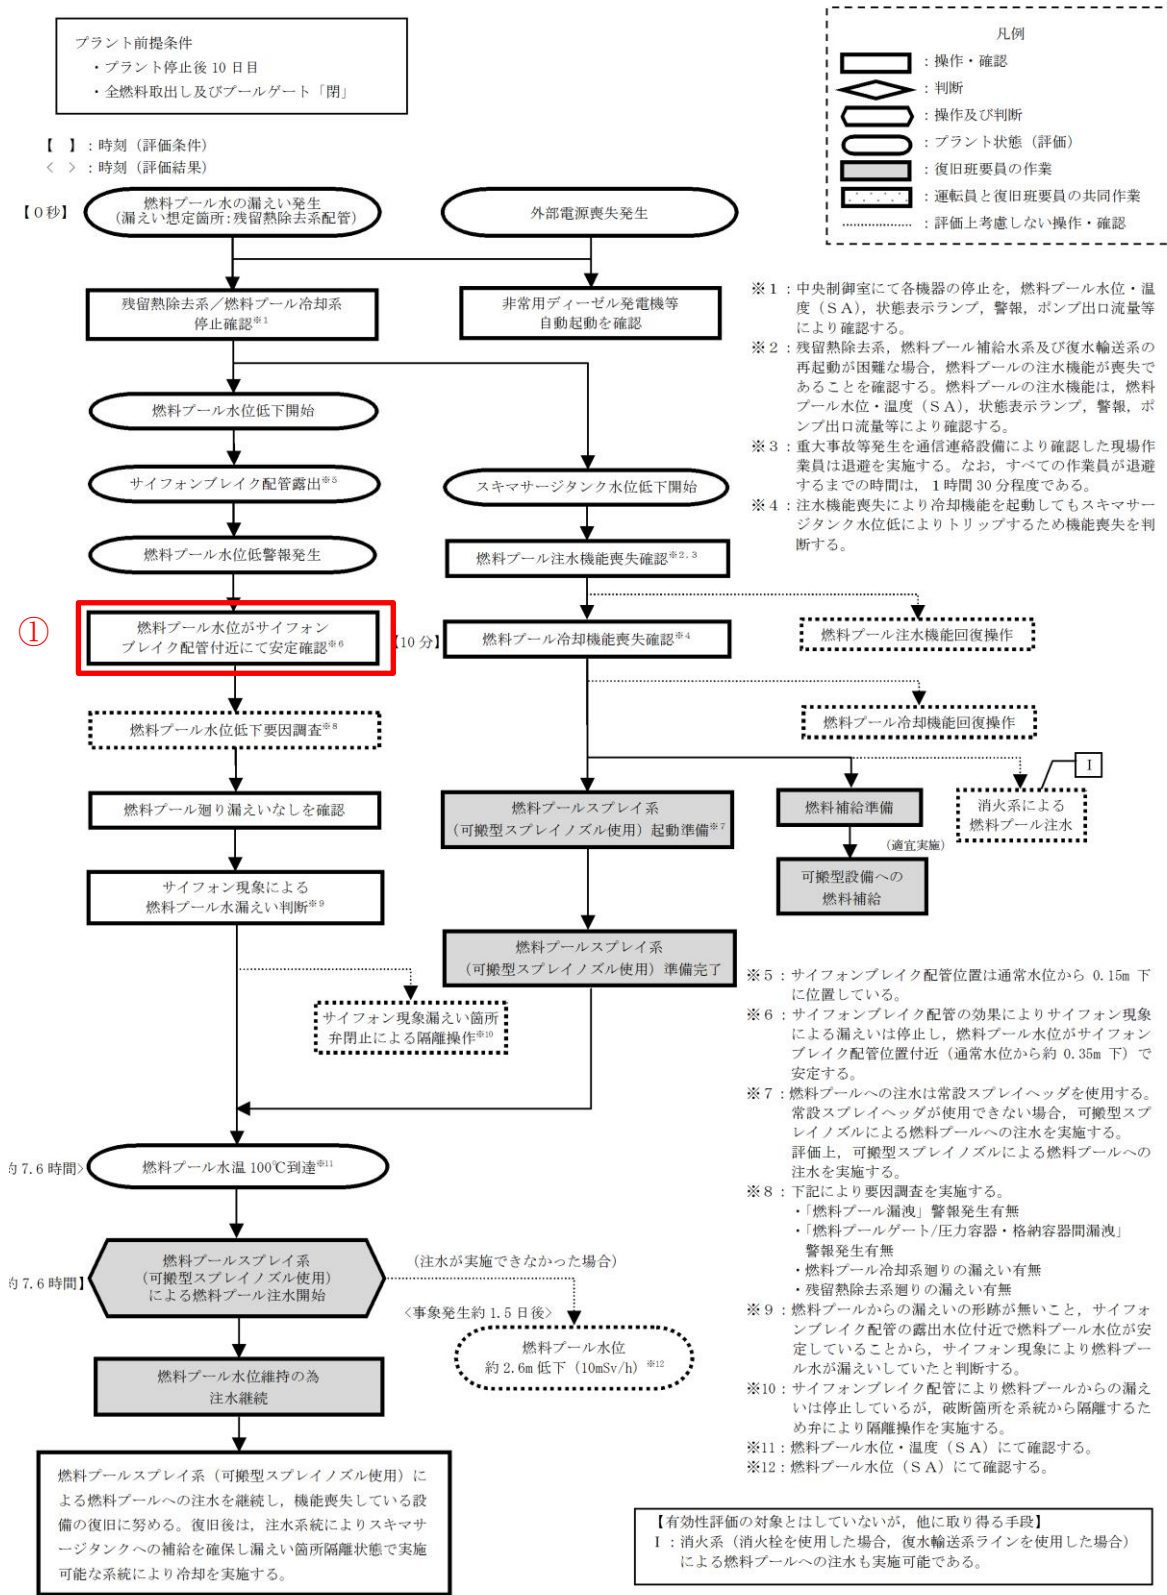 プラント前提条件
・プラント停止後 10 日目
・全燃料取出し及びプールゲート「閉」
【　】：時刻（評価条件）
＜　＞：時刻（評価結果）
凡例
：操作・確認
：判断
：操作及び判断
：プラント状態（評価）
：復旧班要員の作業
：運転員と復旧班要員の共同作業
：評価上考慮しない操作・確認
【０秒】
燃料プール水の漏えい発生
（漏えい想定箇所：残留熱除去系配管）
外部電源喪失発生
残留熱除去系／燃料プール冷却系
停止確認※1
非常用ディーゼル発電機等
自動起動を確認
燃料プール水位低下開始
サイフォンブレイク配管露出※5
スキマサージタンク水位低下開始
燃料プール水位低警報発生
燃料プール注水機能喪失確認※2,3
①
燃料プール水位がサイフォン
ブレイク配管付近にて安定確認※6
【10 分】
燃料プール冷却機能喪失確認※4
燃料プール注水機能回復操作
燃料プール水位低下要因調査※8
燃料プール冷却機能回復操作
Ⅰ
燃料プール廻り漏えいなしを確認
燃料プールスプレイ系
（可搬型スプレイノズル使用）起動準備※7
燃料補給準備
消火系による
燃料プール注水
（適宜実施）
可搬型設備への
燃料補給
サイフォン現象による
燃料プール水漏えい判断※9
燃料プールスプレイ系
（可搬型スプレイノズル使用）準備完了
サイフォン現象漏えい箇所
弁閉止による隔離操作※10
約 7.6 時間>
燃料プール水温 100℃到達※11
約 7.6 時間】
燃料プールスプレイ系
（可搬型スプレイノズル使用）
による燃料プール注水開始
（注水が実施できなかった場合）
<事象発生約 1.5 日後>
燃料プール水位
約 2.6m 低下（10mSv/h）※12
燃料プール水位維持の為
注水継続
燃料プールスプレイ系（可搬型スプレイノズル使用）に
よる燃料プールへの注水を継続し，機能喪失している設
備の復旧に努める。復旧後は，注水系統によりスキマサ
ージタンクへの補給を確保し漏えい箇所隔離状態で実施
可能な系統により冷却を実施する。
※１：中央制御室にて各機器の停止を，燃料プール水位・温
度（ＳＡ），状態表示ランプ，警報，ポンプ出口流量等
により確認する。
※２：残留熱除去系，燃料プール補給水系及び復水輸送系の
再起動が困難な場合，燃料プールの注水機能が喪失で
あることを確認する。燃料プールの注水機能は，燃料
プール水位・温度（ＳＡ），状態表示ランプ，警報，ポ
ンプ出口流量等により確認する。
※３：重大事故等発生を通信連絡設備により確認した現場作
業員は退避を実施する。なお，すべての作業員が退避
するまでの時間は，１時間 30 分程度である。
※４：注水機能喪失により冷却機能を起動してもスキマサー
ジタンク水位低によりトリップするため機能喪失を判
断する。
※５：サイフォンブレイク配管位置は通常水位から 0.15m 下
に位置している。
※６：サイフォンブレイク配管の効果によりサイフォン現象
による漏えいは停止し，燃料プール水位がサイフォン
ブレイク配管位置付近（通常水位から約 0.35m 下）で
安定する。
※７：燃料プールへの注水は常設スプレイヘッダを使用する。
常設スプレイヘッダが使用できない場合，可搬型スプ
レイノズルによる燃料プールへの注水を実施する。
評価上，可搬型スプレイノズルによる燃料プールへの
注水を実施する。
※８：下記により要因調査を実施する。
・「燃料プール漏洩」警報発生有無
・「燃料プールゲート/圧力容器・格納容器間漏洩」
警報発生有無
・燃料プール冷却系廻りの漏えい有無
・残留熱除去系廻りの漏えい有無
※９：燃料プールからの漏えいの形跡が無いこと，サイフォ
ンブレイク配管の露出水位付近で燃料プール水位が安
定していることから，サイフォン現象により燃料プー
ル水が漏えいしていたと判断する。
※10：サイフォンブレイク配管により燃料プールからの漏え
いは停止しているが，破断箇所を系統から隔離するた
め弁により隔離操作を実施する。
※11：燃料プール水位・温度（ＳＡ）にて確認する。
※12：燃料プール水位（ＳＡ）にて確認する。
【有効性評価の対象とはしていないが，他に取り得る手段】
Ⅰ：消火系（消火栓を使用した場合，復水輸送系ラインを使用した場合）
による燃料プールへの注水も実施可能である。